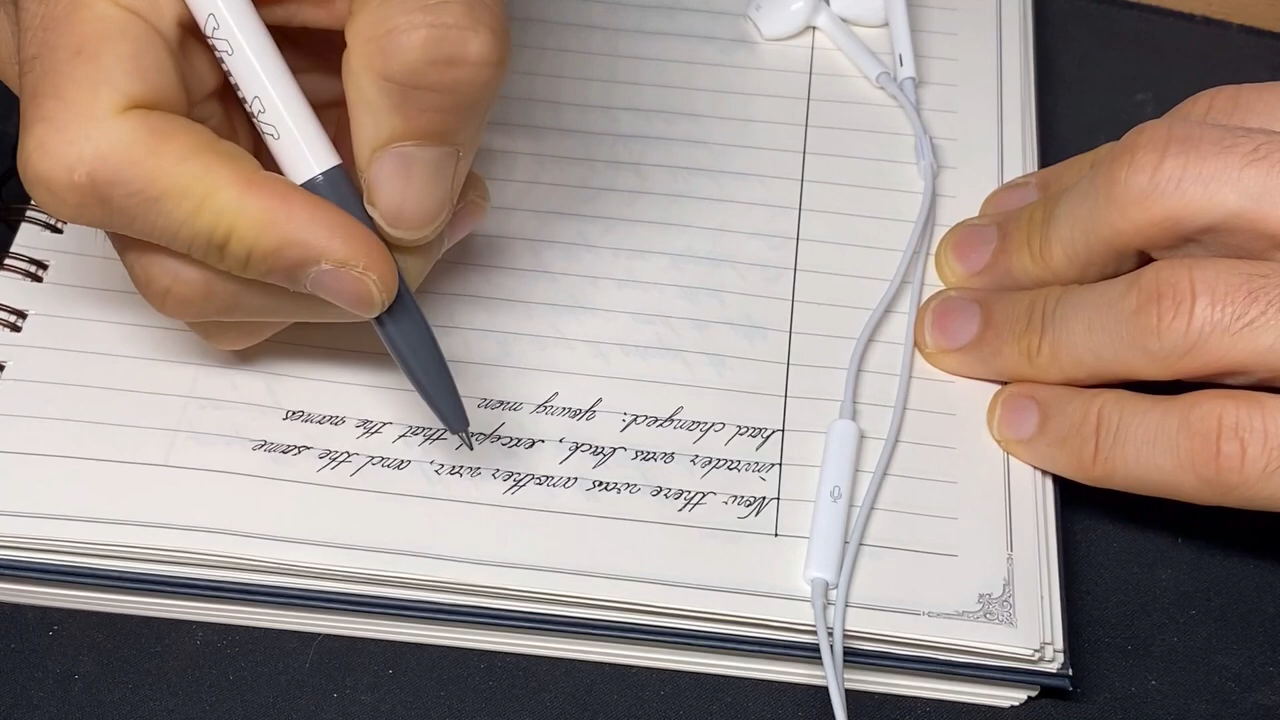 Now there was another war, and the same
invader was back, except that the names
had changed: young men